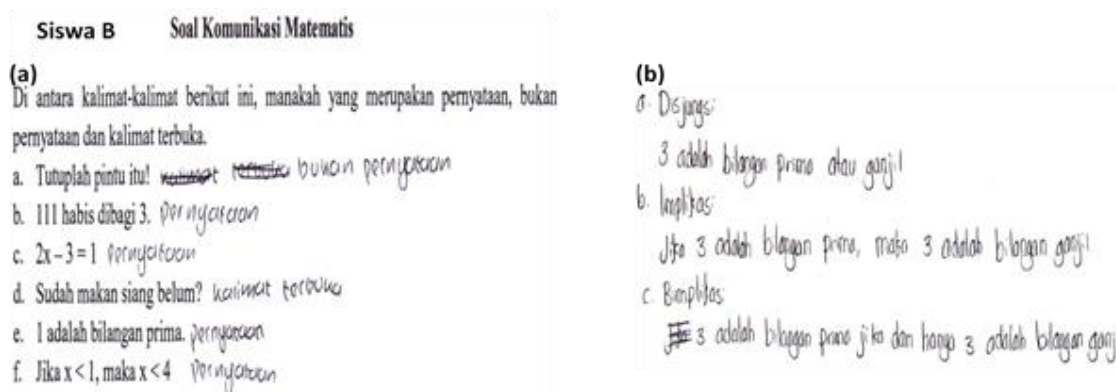 Siswa B Soal Komunikasi Matematis
(a)
Di antara kalimat-kalimat berikut ini, manakah yang merupakan pernyataan, bukan
pernyataan dan kalimat terbuka.
a. Tutuplah pintu itu! kalimat terbuka bukan pernyataan
b. 111 habis dibagi 3. Pernyataan
c. 2x – 3 = 1 Pernyataan
d. Sudah makan siang belum? kalimat terbuka
e. 1 adalah bilangan prima. pernyataan
f. Jika x < 1, maka x < 4 Pernyataan
(b)
a. Disjungsi
3 adalah bilangan prima atau ganjil
b. Implikasi
Jika 3 adalah bilangan prima, maka 3 adalah bilangan ganjil
c. Biimplikasi
3 adalah bilangan prima jika dan hanya 3 adalah bilangan ganj